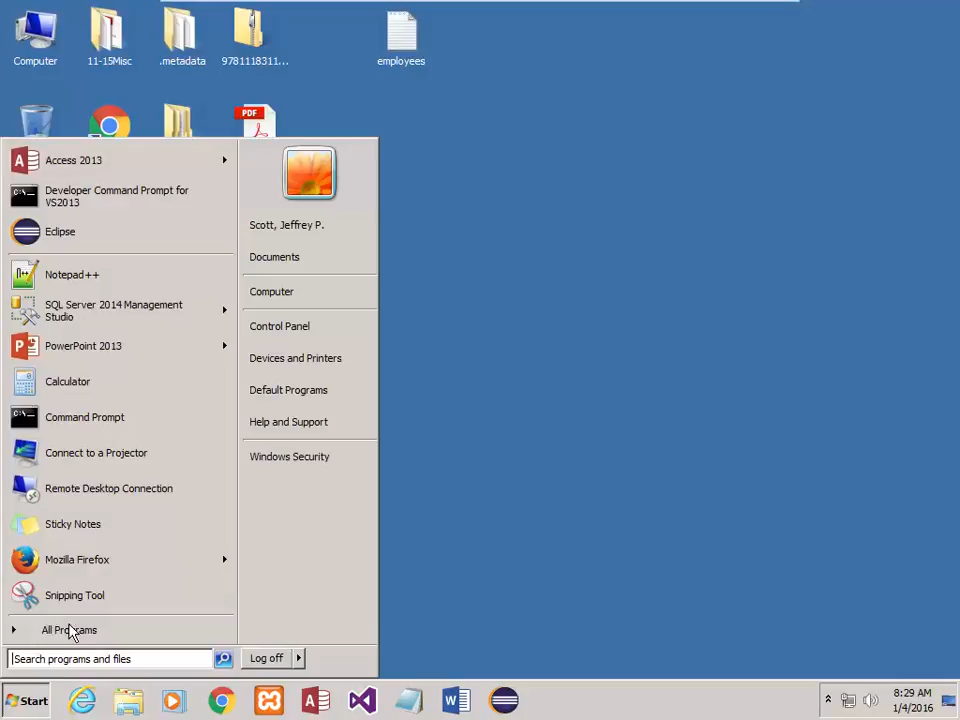 Computer
11-15Misc
.metadata
9781118311...
employees
PDF
Access 2013
Developer Command Prompt for
VS2013
Eclipse
Notepad++
SQL Server 2014 Management
Studio
PowerPoint 2013
Calculator
Command Prompt
Connect to a Projector
Remote Desktop Connection
Sticky Notes
Mozilla Firefox
Snipping Tool
All Programs
Search programs and files
Scott, Jeffrey P.
Documents
Computer
Control Panel
Devices and Printers
Default Programs
Help and Support
Windows Security
Log off
Start
8:29 AM
1/4/2016